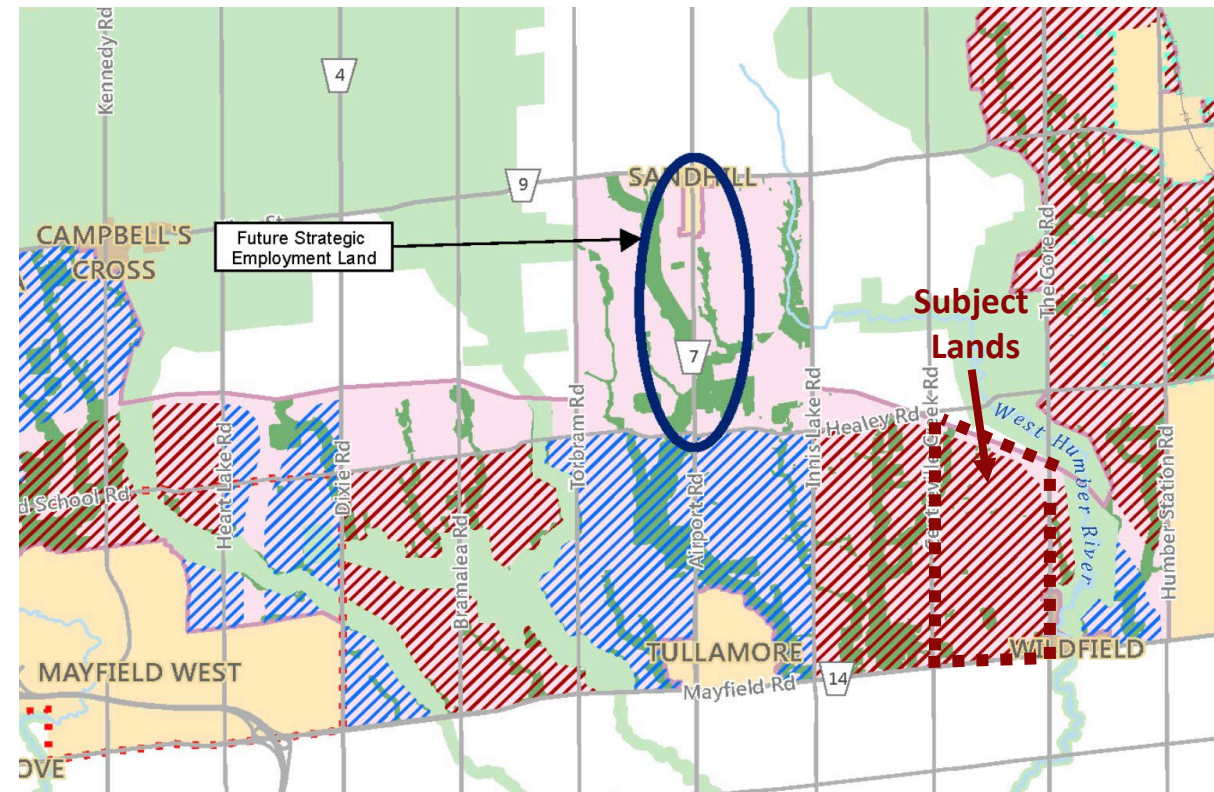 Kennedy Rd
4
SANDHILL
9
CAMPBELL'S
CROSS
Future Strategic
Employment Land
The Gore Rd
Subject
Lands
7
Torbram Rd
Innis Lake Rd
Healey Rd
West Humber River
Heart Lake Rd
Dixie Rd
d School Rd
Bramalea Rd
Airport Rd
Humber Station Rd
MAYFIELD WEST
TULLAMORE
WILDFIELD
Mayfield Rd
14
OVE